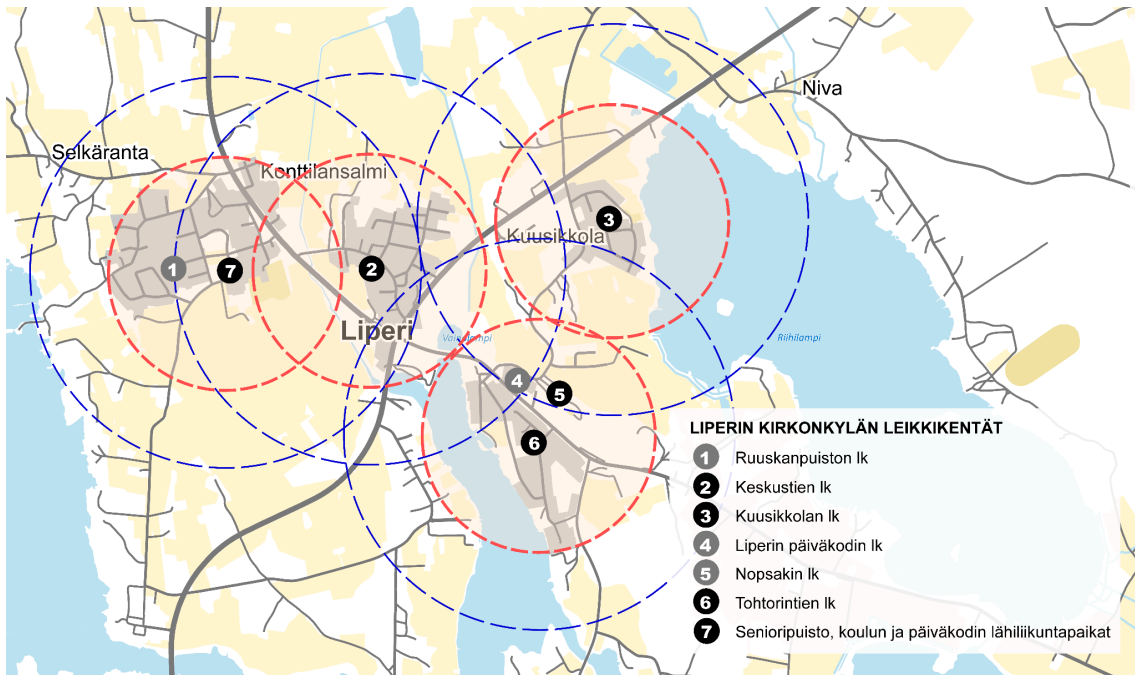 Niva
Selkäranta
Konttilansalmi
3
Kuusikkola
1
7
2
Liperi
Vainolampi
Riihilampi
4
5
6
LIPERIN KIRKONKYLÄN LEIKKIKENTÄT
1 Ruuskanpuiston lk
2 Keskustien lk
3 Kuusikkolan lk
4 Liperin päiväkodin lk
5 Nopsakin lk
6 Tohtorintien lk
7 Senioripuisto, koulun ja päiväkodin lähiliikuntapaikat